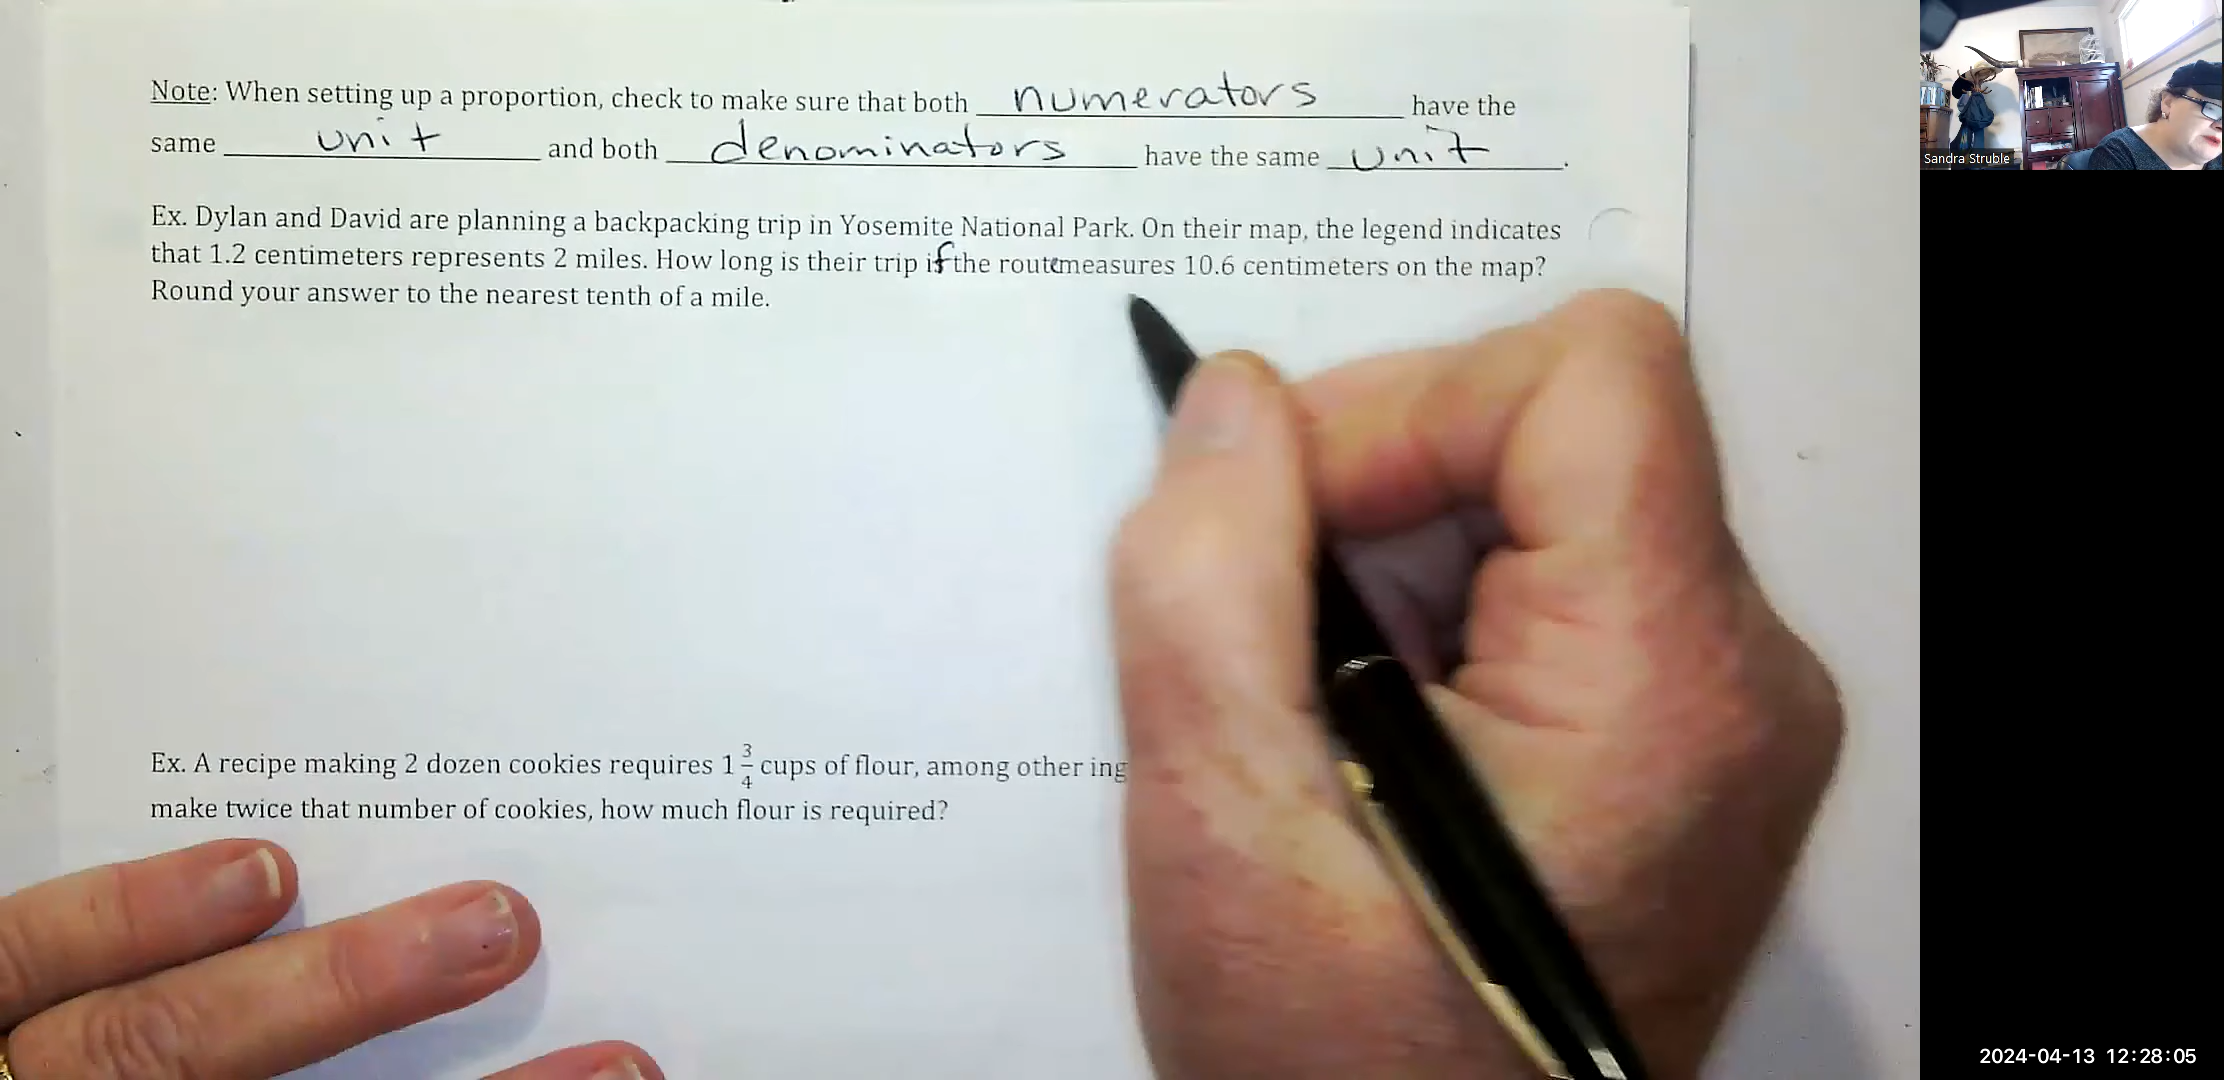 Note: When setting up a proportion, check to make sure that both numerators have the
same unit and both denominators have the same unit.
Ex. Dylan and David are planning a backpacking trip in Yosemite National Park. On their map, the legend indicates
that 1.2 centimeters represents 2 miles. How long is their trip if the route measures 10.6 centimeters on the map?
Round your answer to the nearest tenth of a mile.
Ex. A recipe making 2 dozen cookies requires 1 3/4 cups of flour, among other ing
make twice that number of cookies, how much flour is required?
Sandra Struble
2024-04-13 12:28:05